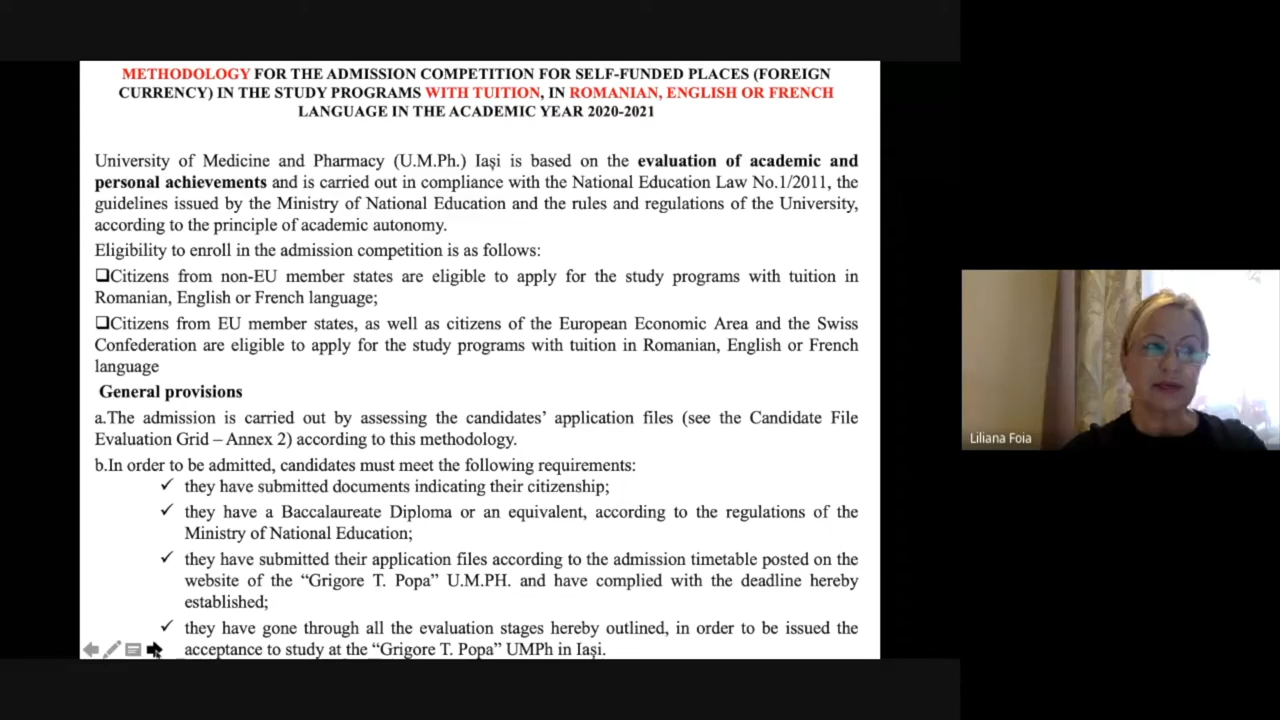 METHODOLOGY FOR THE ADMISSION COMPETITION FOR SELF-FUNDED PLACES (FOREIGN
CURRENCY) IN THE STUDY PROGRAMS WITH TUITION, IN ROMANIAN, ENGLISH OR FRENCH
LANGUAGE IN THE ACADEMIC YEAR 2020-2021
University of Medicine and Pharmacy (U.M.Ph.) Iași is based on the evaluation of academic and
personal achievements and is carried out in compliance with the National Education Law No.1/2011, the
guidelines issued by the Ministry of National Education and the rules and regulations of the University,
according to the principle of academic autonomy.
Eligibility to enroll in the admission competition is as follows:
❑Citizens from non-EU member states are eligible to apply for the study programs with tuition in
Romanian, English or French language;
❑Citizens from EU member states, as well as citizens of the European Economic Area and the Swiss
Confederation are eligible to apply for the study programs with tuition in Romanian, English or French
language
General provisions
a.The admission is carried out by assessing the candidates’ application files (see the Candidate File
Evaluation Grid – Annex 2) according to this methodology.
b.In order to be admitted, candidates must meet the following requirements:
✓ they have submitted documents indicating their citizenship;
✓ they have a Baccalaureate Diploma or an equivalent, according to the regulations of the
Ministry of National Education;
✓ they have submitted their application files according to the admission timetable posted on the
website of the “Grigore T. Popa” U.M.PH. and have complied with the deadline hereby
established;
✓ they have gone through all the evaluation stages hereby outlined, in order to be issued the
acceptance to study at the “Grigore T. Popa” UMPh in Iași.
Liliana Foia